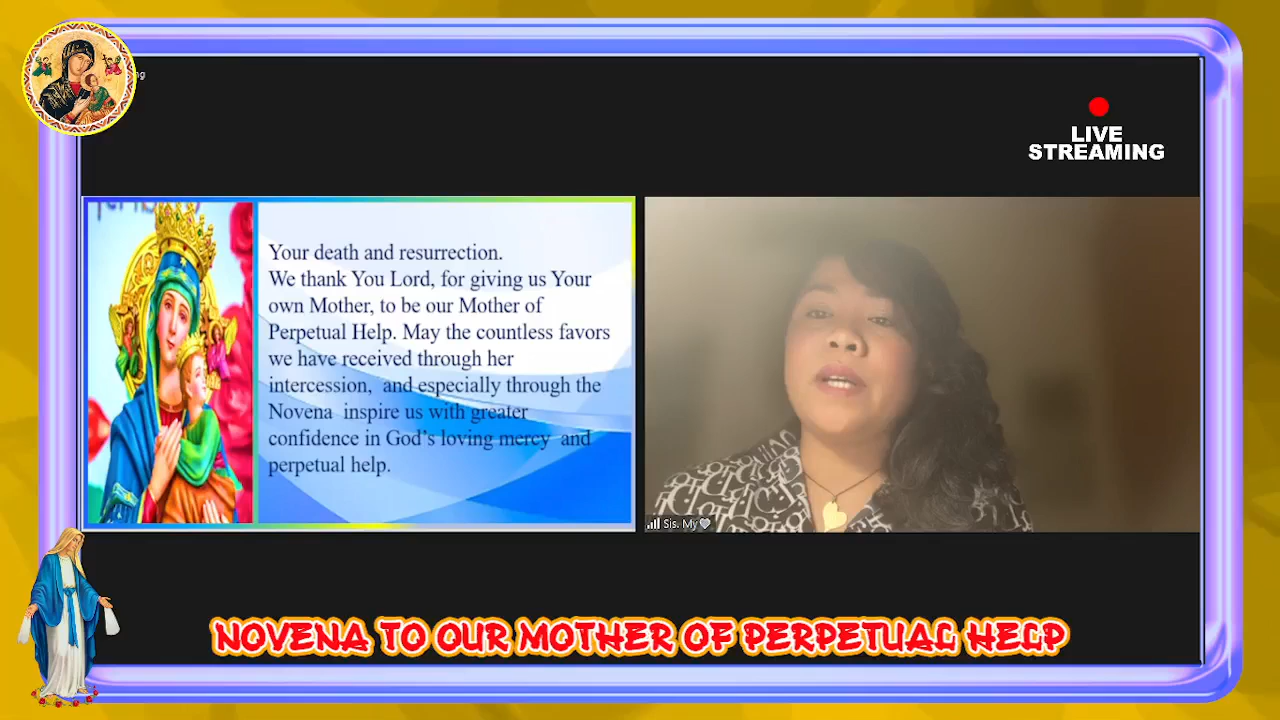 LIVE
STREAMING
Your death and resurrection.
We thank You Lord, for giving us Your
own Mother, to be our Mother of
Perpetual Help. May the countless favors
we have received through her
intercession, and especially through the
Novena inspire us with greater
confidence in God's loving mercy and
perpetual help.
Sis. My🤍
NOVENA TO OUR MOTHER OF PERPETUAL HELP